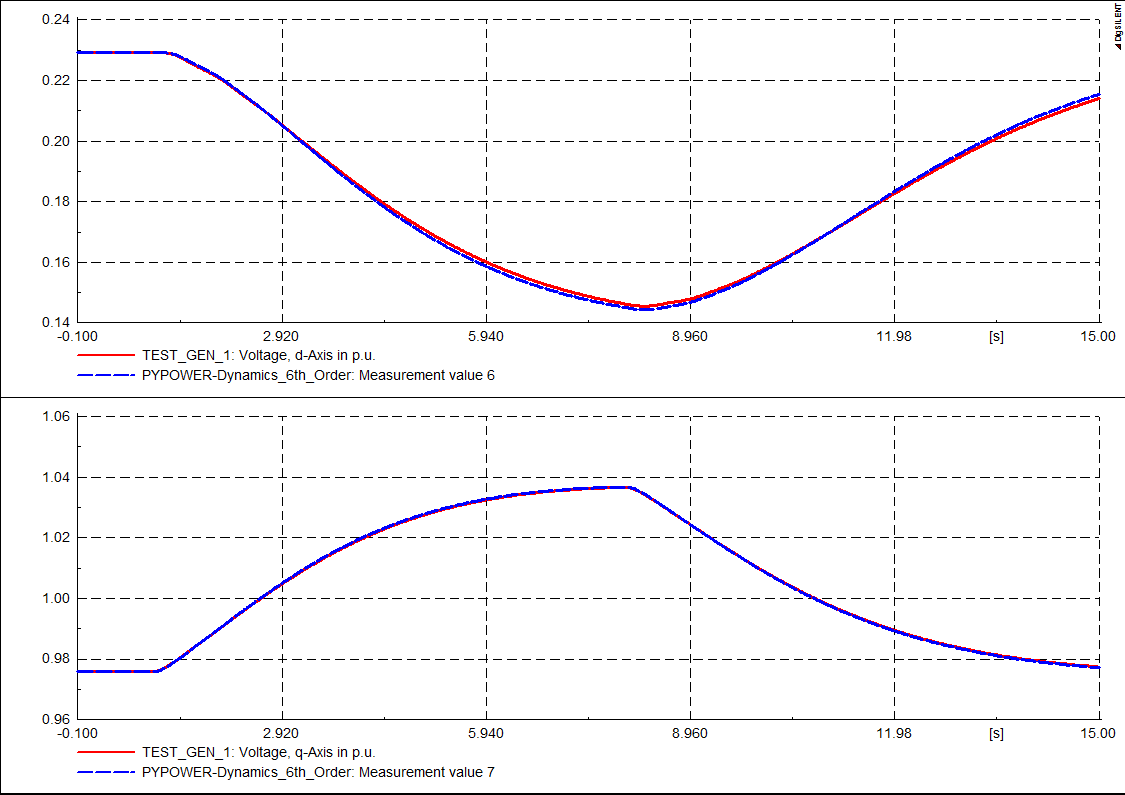 DIgSILENT
0.24
0.22
0.20
0.18
0.16
0.14
-0.100 2.920 5.940 8.960 11.98 [s] 15.00
TEST_GEN_1: Voltage, d-Axis in p.u.
PYPOWER-Dynamics_6th_Order: Measurement value 6
1.06
1.04
1.02
1.00
0.98
0.96
-0.100 2.920 5.940 8.960 11.98 [s] 15.00
TEST_GEN_1: Voltage, q-Axis in p.u.
PYPOWER-Dynamics_6th_Order: Measurement value 7